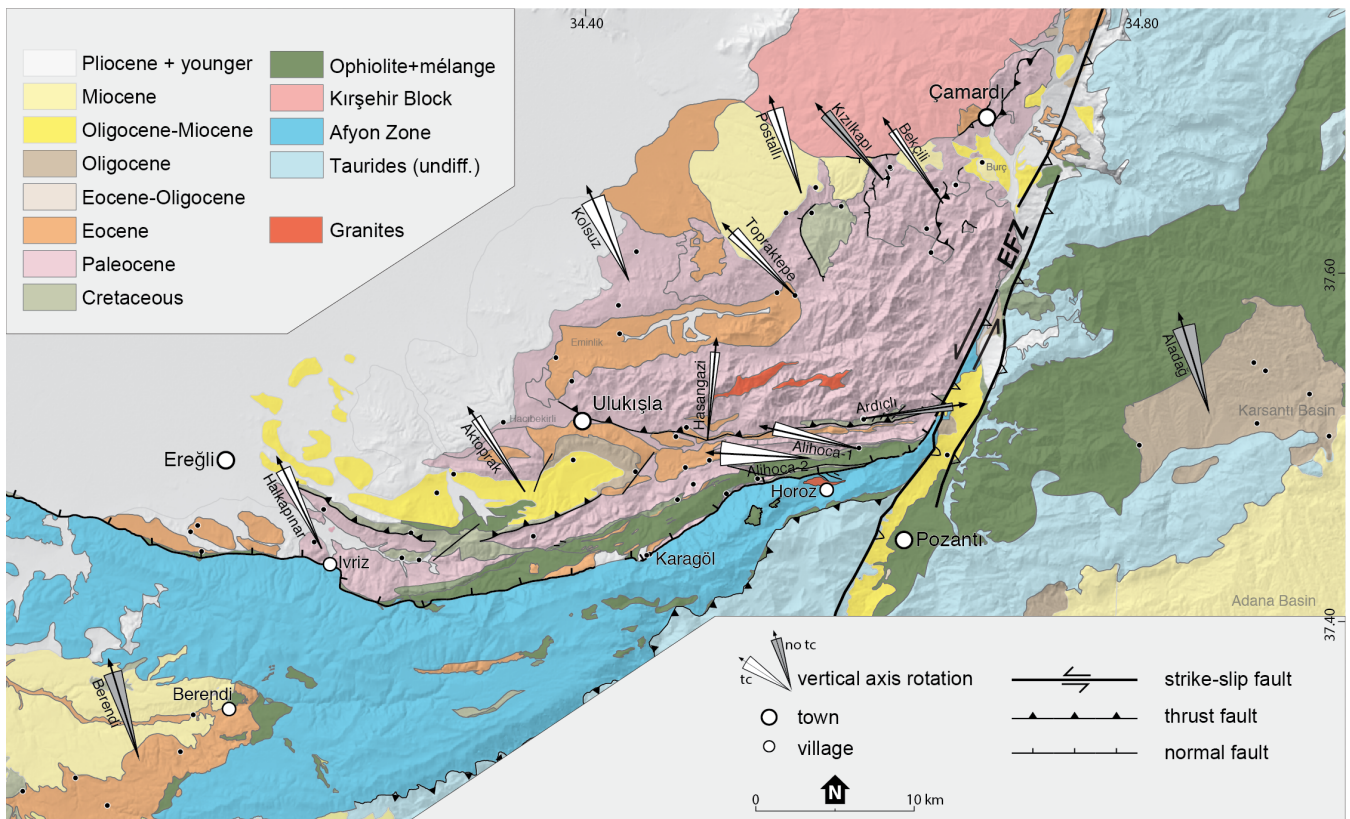 34.40
34.80
Pliocene + younger
Miocene
Oligocene-Miocene
Oligocene
Eocene-Oligocene
Eocene
Paleocene
Cretaceous
Ophiolite+mélange
Kırşehir Block
Afyon Zone
Taurides (undiff.)
Granites
Çamardı
Postallı
Kızılkapı
Bekçili
Burç
Kolsuz
Topraktepe
EFZ
37.60
Eminlik
Aladağ
Hasangazi
Ardıçlı
Karsantı Basin
Hacıbekirli
Ulukışla
Aktoprak
Alihoca-1
Alihoca-2
Ereğli
Halkapınar
Horoz
Pozantı
Ivriz
Karagöl
Adana Basin
37.40
Berendi
Berendi
no tc
tc
vertical axis rotation
town
village
N
0
10 km
strike-slip fault
thrust fault
normal fault